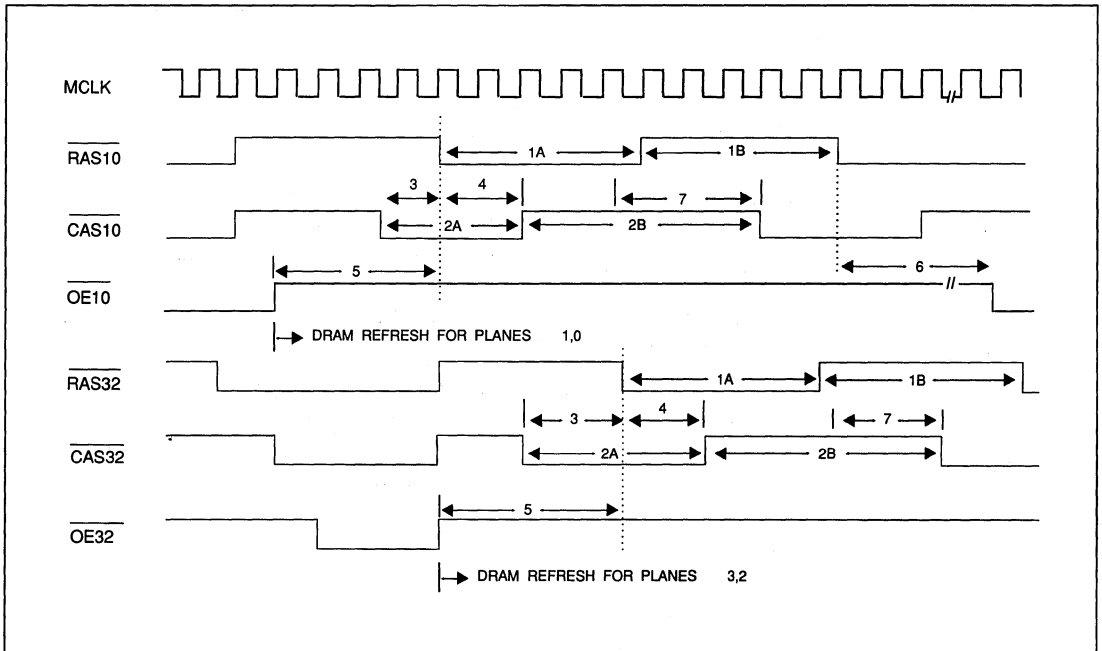 MCLK
//
RAS10
1A 1B
3 4 7
CAS10
2A 2B
5 6
OE10
//
DRAM REFRESH FOR PLANES 1,0
RAS32
1A 1B
3 4 7
CAS32
2A 2B
5
OE32
DRAM REFRESH FOR PLANES 3,2